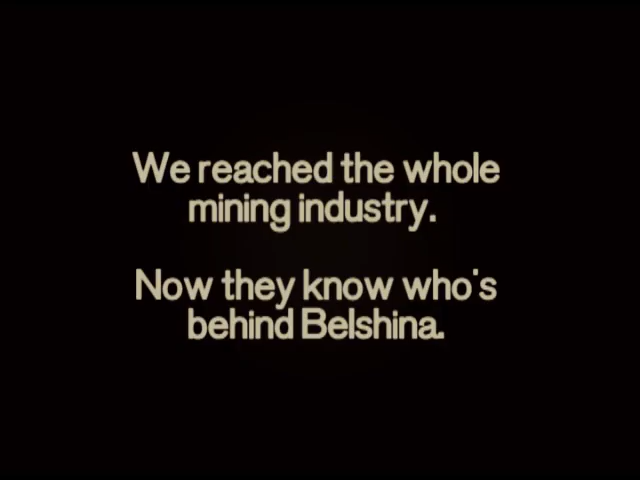 We reached the whole
mining industry.
Now they know who's
behind Belshina.